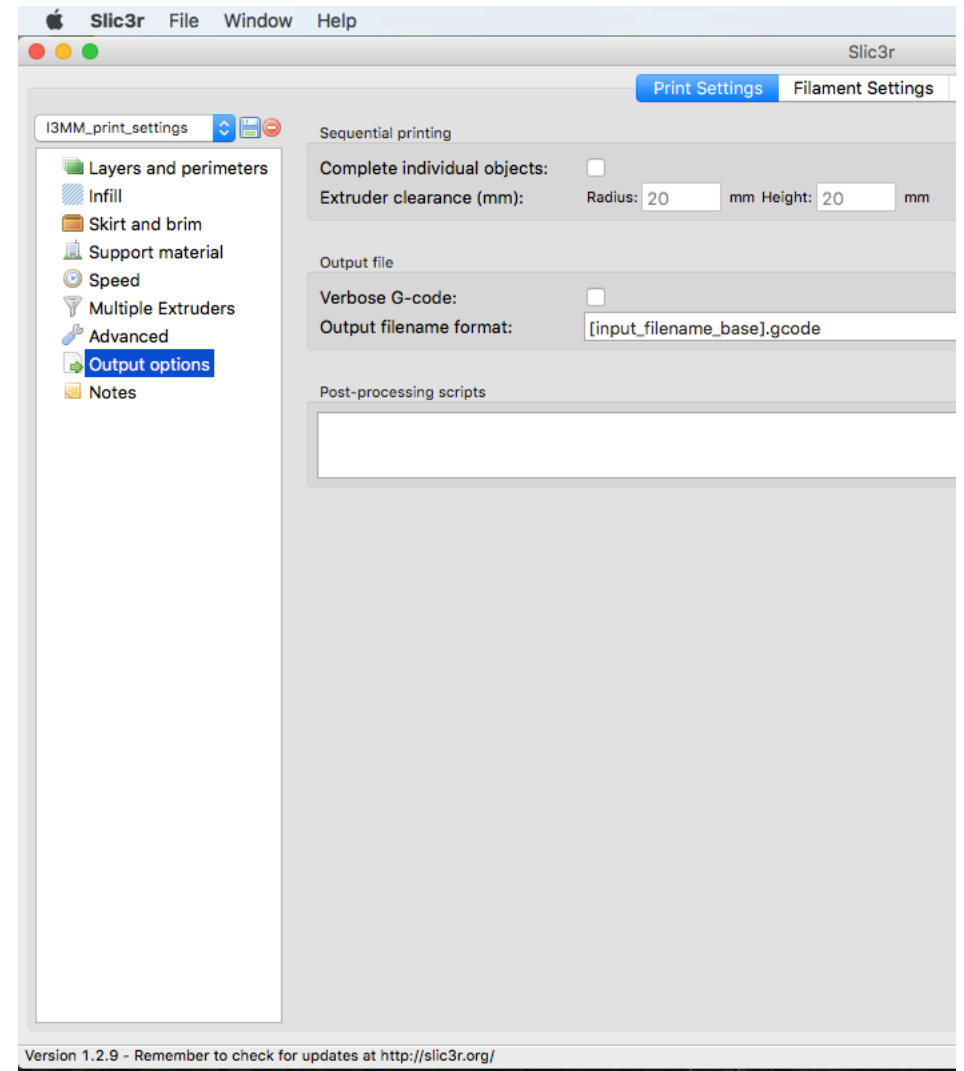 Slic3r File Window Help
Slic3r
Print Settings Filament Settings
I3MM_print_settings
Layers and perimeters
Infill
Skirt and brim
Support material
Speed
Multiple Extruders
Advanced
Output options
Notes
Sequential printing
Complete individual objects:
Extruder clearance (mm): Radius: 20 mm Height: 20 mm
Output file
Verbose G-code:
Output filename format: [input_filename_base].gcode
Post-processing scripts
Version 1.2.9 - Remember to check for updates at http://slic3r.org/